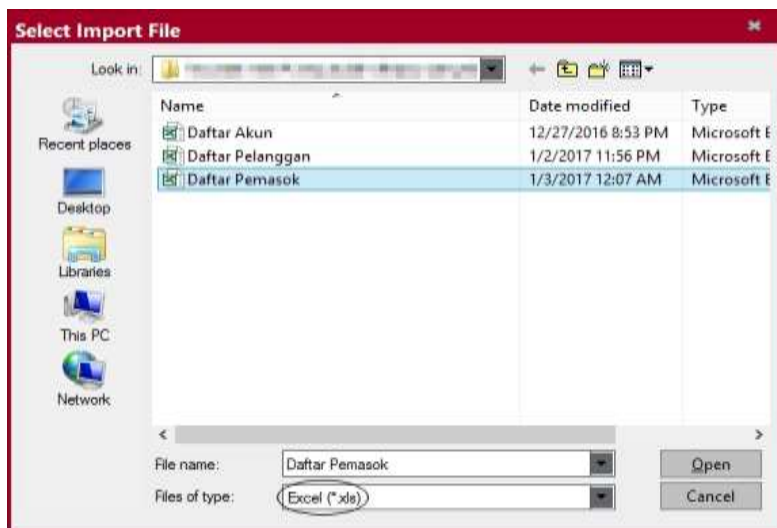 Select Import File
Look in:
Name Date modified Type
Daftar Akun 12/27/2016 8:53 PM Microsoft E
Daftar Pelanggan 1/2/2017 11:56 PM Microsoft E
Daftar Pemasok 1/3/2017 12:07 AM Microsoft E
Recent places
Desktop
Libraries
This PC
Network
File name: Daftar Pemasok Open
Files of type: Excel (*.xls) Cancel